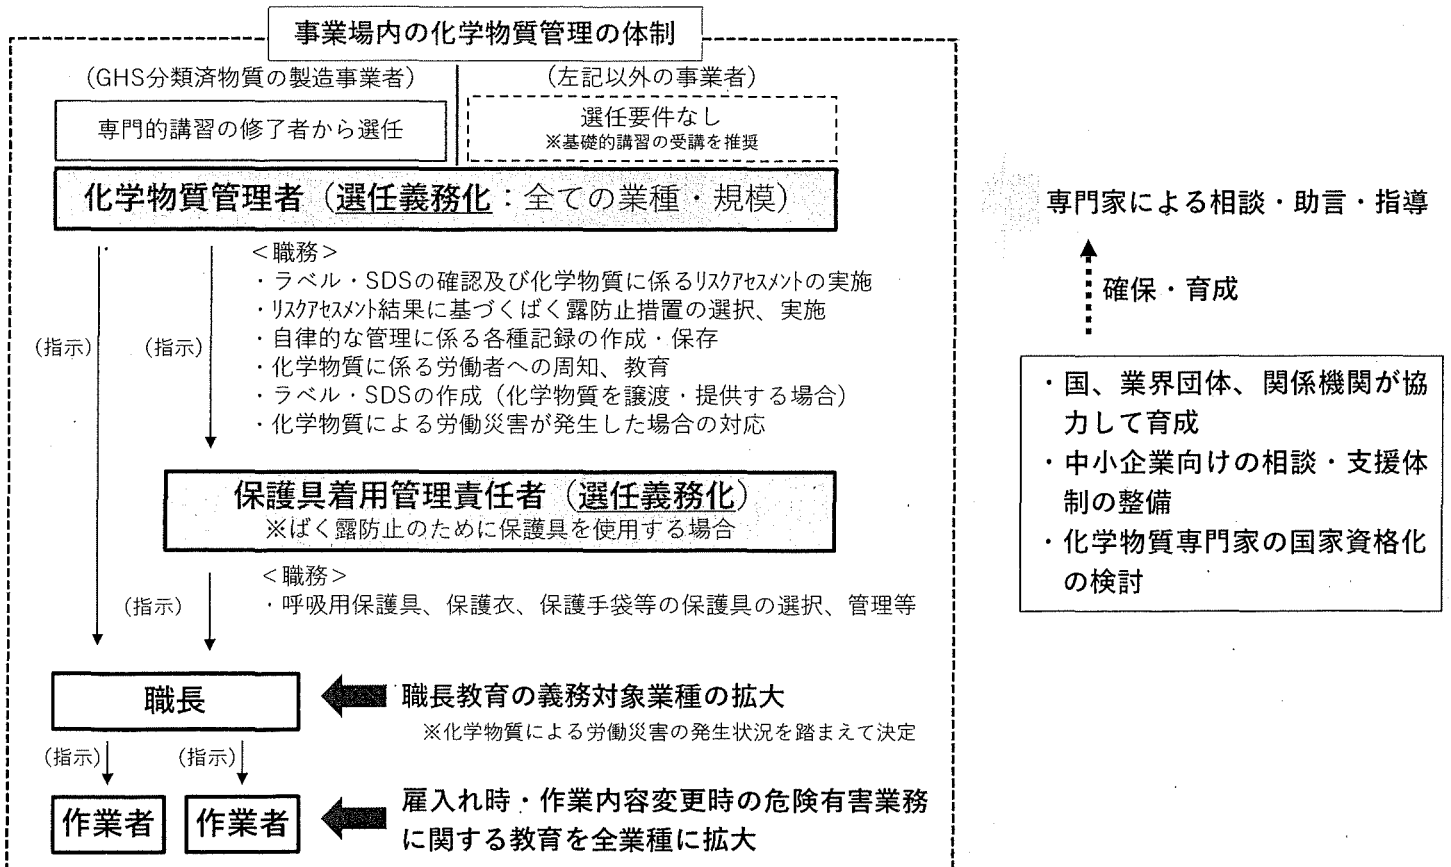 事業場内の化学物質管理の体制
(GHS分類済物質の製造事業者)
(左記以外の事業者)
専門的講習の修了者から選任
選任要件なし
※基礎的講習の受講を推奨
化学物質管理者(選任義務化:全ての業種・規模)
<職務>
・ラベル・SDSの確認及び化学物質に係るリスクアセスメントの実施
・リスクアセスメント結果に基づくばく露防止措置の選択、実施
・自律的な管理に係る各種記録の作成・保存
・化学物質に係る労働者への周知、教育
・ラベル・SDSの作成(化学物質を譲渡・提供する場合)
・化学物質による労働災害が発生した場合の対応
(指示)
(指示)
保護具着用管理責任者(選任義務化)
※ばく露防止のために保護具を使用する場合
<職務>
・呼吸用保護具、保護衣、保護手袋等の保護具の選択、管理等
(指示)
職長
職長教育の義務対象業種の拡大
※化学物質による労働災害の発生状況を踏まえて決定
(指示)
(指示)
作業者
作業者
雇入れ時・作業内容変更時の危険有害業務
に関する教育を全業種に拡大
専門家による相談・助言・指導
確保・育成
・国、業界団体、関係機関が協
力して育成
・中小企業向けの相談・支援体
制の整備
・化学物質専門家の国家資格化
の検討